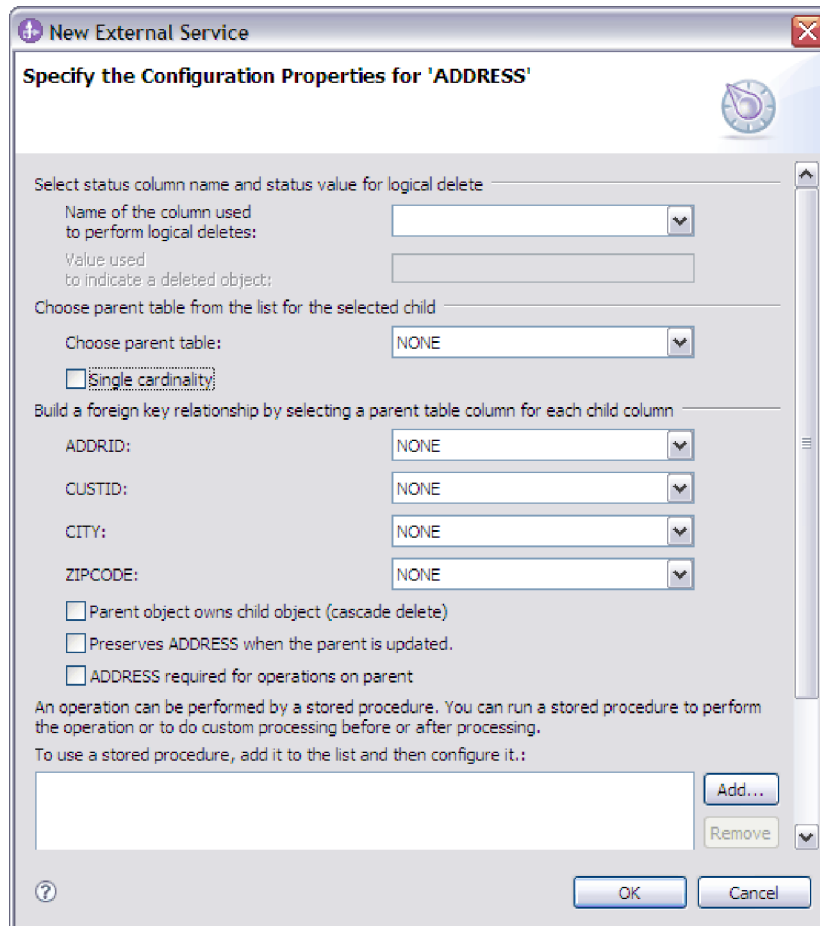 New External Service
Specify the Configuration Properties for 'ADDRESS'
Select status column name and status value for logical delete
Name of the column used
to perform logical deletes:
Value used
to indicate a deleted object:
Choose parent table from the list for the selected child
Choose parent table: NONE
Single cardinality
Build a foreign key relationship by selecting a parent table column for each child column
ADDRID: NONE
CUSTID: NONE
CITY: NONE
ZIPCODE: NONE
Parent object owns child object (cascade delete)
Preserves ADDRESS when the parent is updated.
ADDRESS required for operations on parent
An operation can be performed by a stored procedure. You can run a stored procedure to perform
the operation or to do custom processing before or after processing.
To use a stored procedure, add it to the list and then configure it.:
Add...
Remove
? OK Cancel